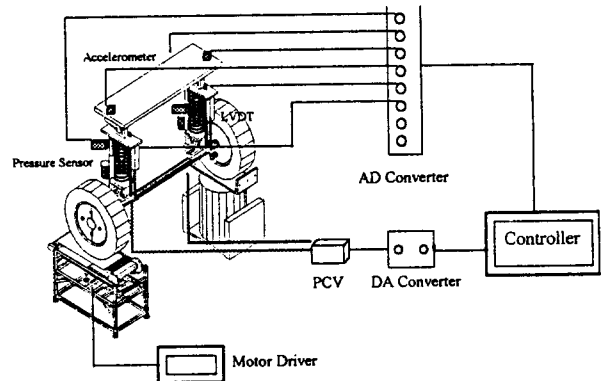 Accelerometer
LVDT
Pressure Sensor
AD Converter
Controller
PCV
DA Converter
Motor Driver